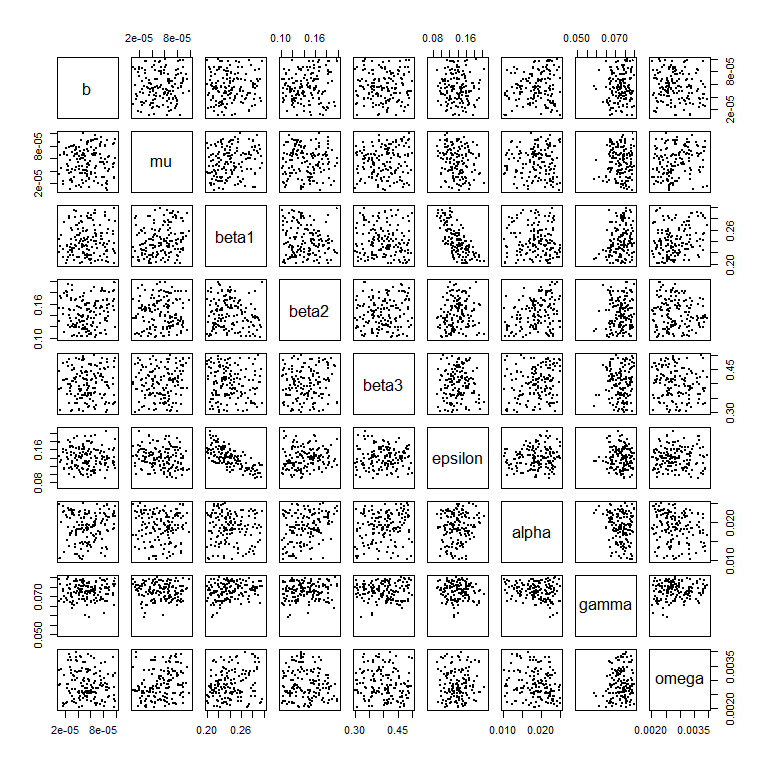 2e-05 8e-05 0.10 0.16 0.08 0.16 0.050 0.070
b 2e-05 8e-05
2e-05 8e-05 mu
beta1 0.20 0.26
0.10 0.16 beta2
beta3 0.30 0.45
0.08 0.16 epsilon
alpha 0.010 0.020
0.050 0.070 gamma
omega 0.0020 0.0035
2e-05 8e-05 0.20 0.26 0.30 0.45 0.010 0.020 0.0020 0.0035